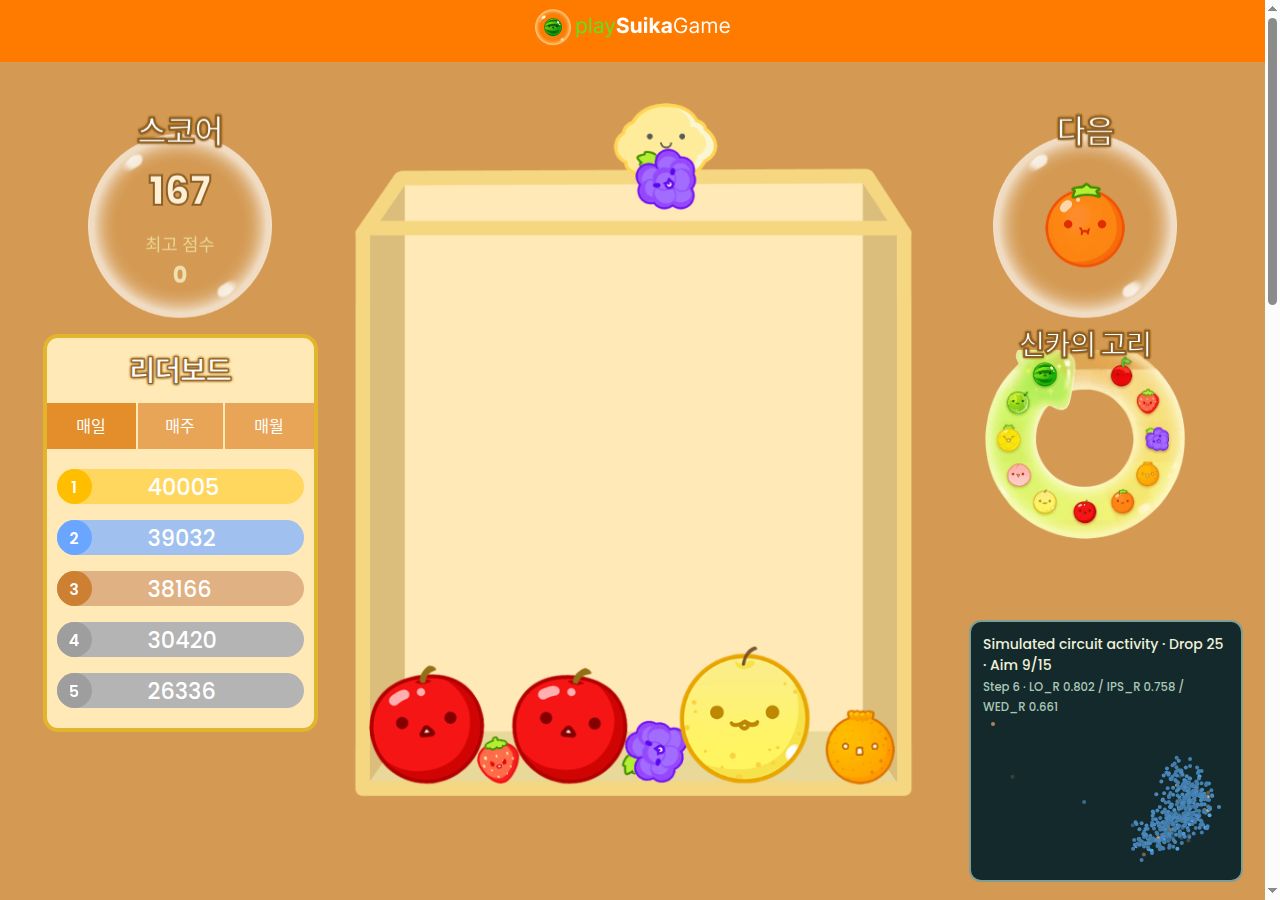 playSuikaGame
스코어
167
최고 점수
0
리더보드
매일 매주 매월
1 40005
2 39032
3 38166
4 30420
5 26336
다음
신카의 고리
Simulated circuit activity · Drop 25
· Aim 9/15
Step 6 · LO_R 0.802 / IPS_R 0.758 /
WED_R 0.661